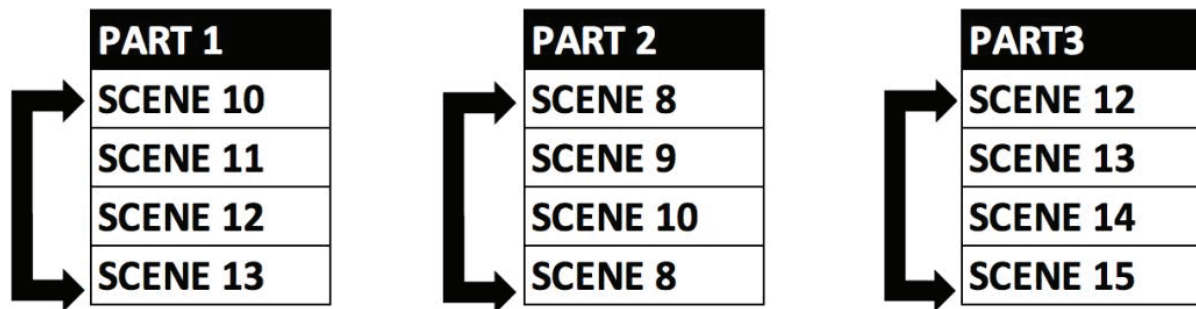 PART 1
SCENE 10
SCENE 11
SCENE 12
SCENE 13
PART 2
SCENE 8
SCENE 9
SCENE 10
SCENE 8
PART3
SCENE 12
SCENE 13
SCENE 14
SCENE 15